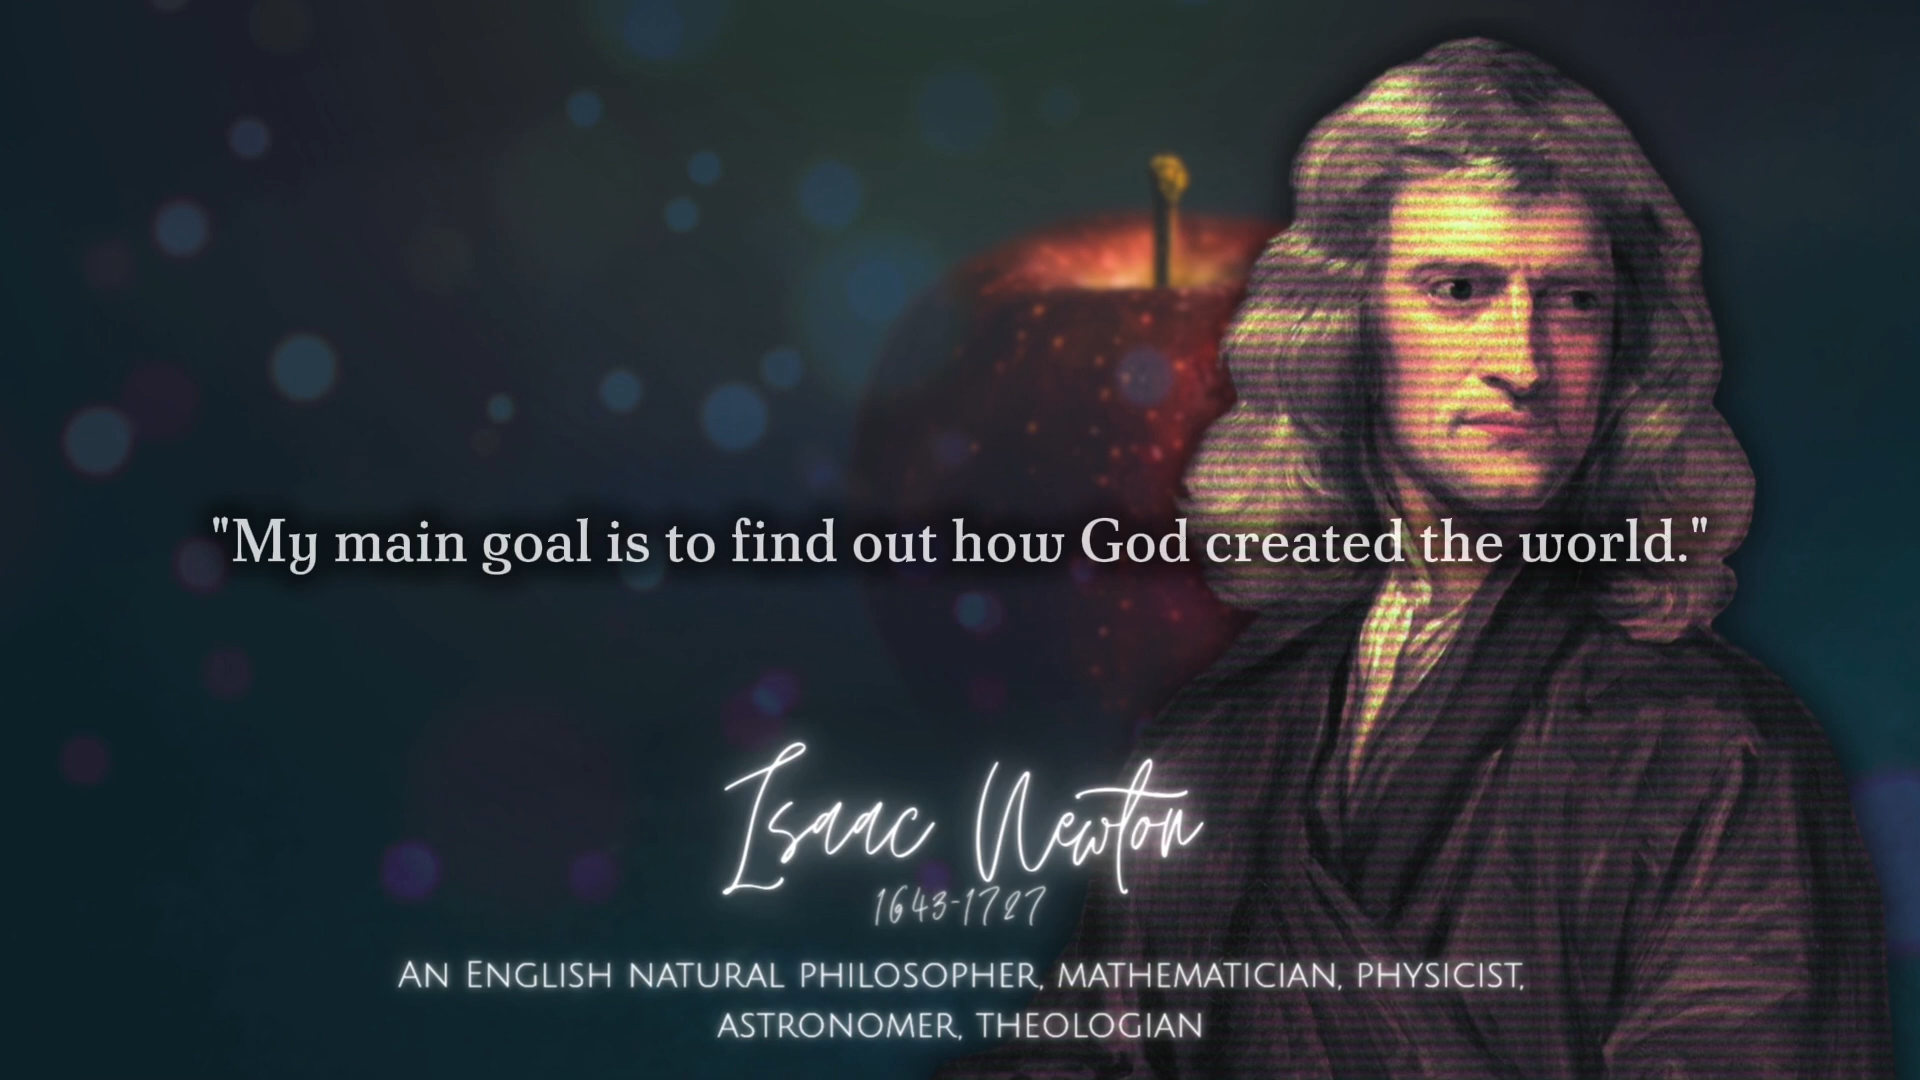 "My main goal is to find out how God created the world."
Isaac Newton
1643-1727
An English natural philosopher, mathematician, physicist,
astronomer, theologian